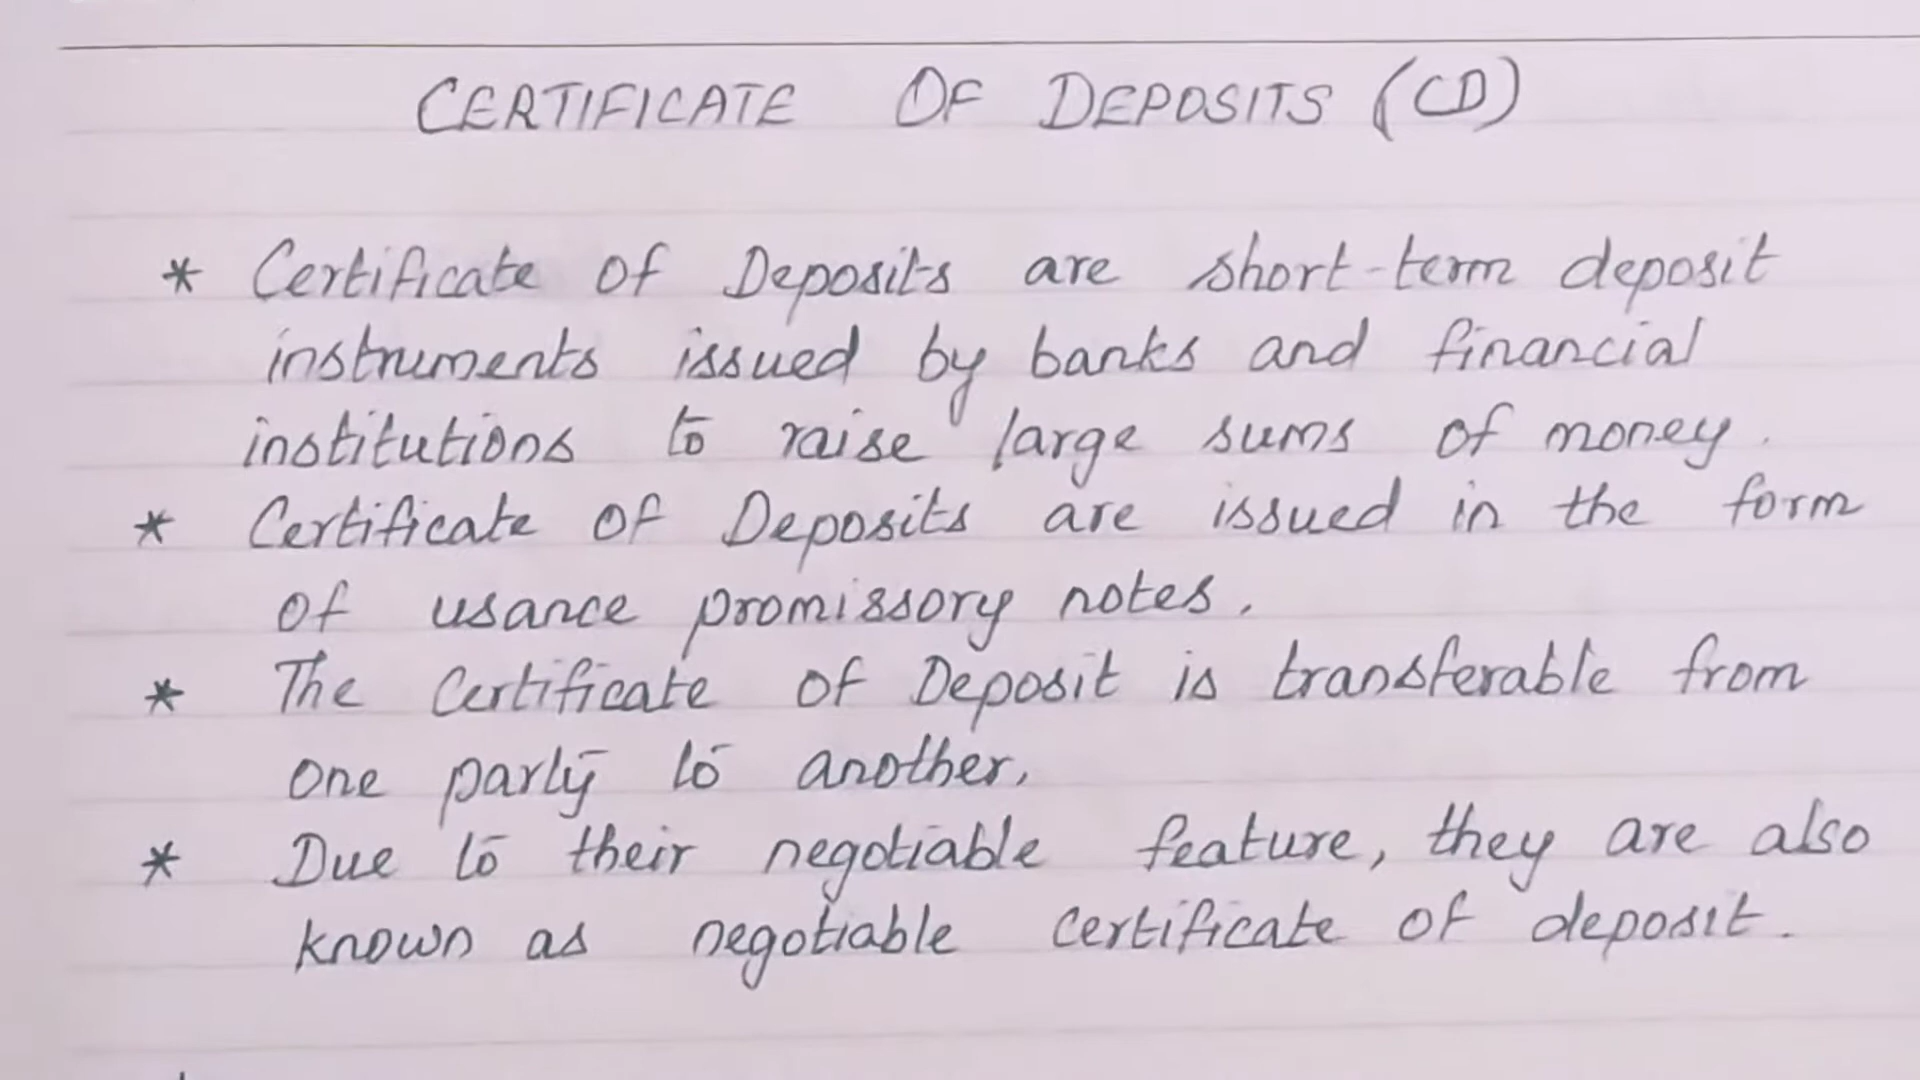 CERTIFICATE OF DEPOSITS (CD)
* Certificate of Deposits are short-term deposit
instruments issued by banks and financial
institutions to raise large sums of money.
* Certificate of Deposits are issued in the form
of usance promissory notes.
* The Certificate of Deposit is transferable from
one party to another.
* Due to their negotiable feature, they are also
known as negotiable certificate of deposit.